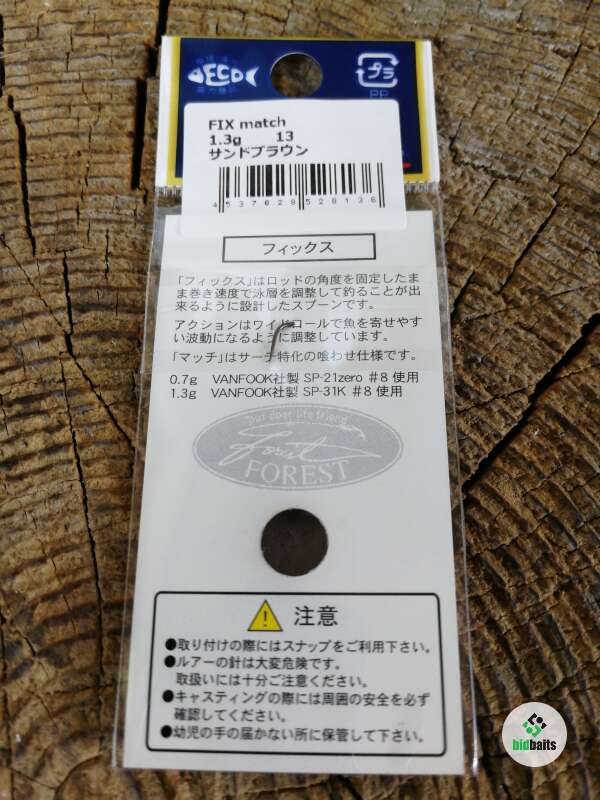 ECO
プラ
PP
FIX match
1.3g 13
サンドブラウン
4 537628 528136
フィックス
「フィックス」はロッドの角度を固定したま
ま巻き速度で泳層を調整して釣ることが出
来るように設計したスプーンです。
アクションはワイドロールで魚を寄せやす
い波動になるように調整しています。
「マッチ」はサーチ特化の喰わせ仕様です。
0.7g VANFOOK社製 SP-21zero #8 使用
1.3g VANFOOK社製 SP-31K #8 使用
out door life friend
Forest
FOREST
注意
●取り付けの際にはスナップをご利用下さい。
●ルアーの針は大変危険です。
取扱いには十分ご注意ください。
●キャスティングの際には周囲の安全を必ず
確認してください。
●幼児の手の届かない所に保管して下さい。
bidbaits